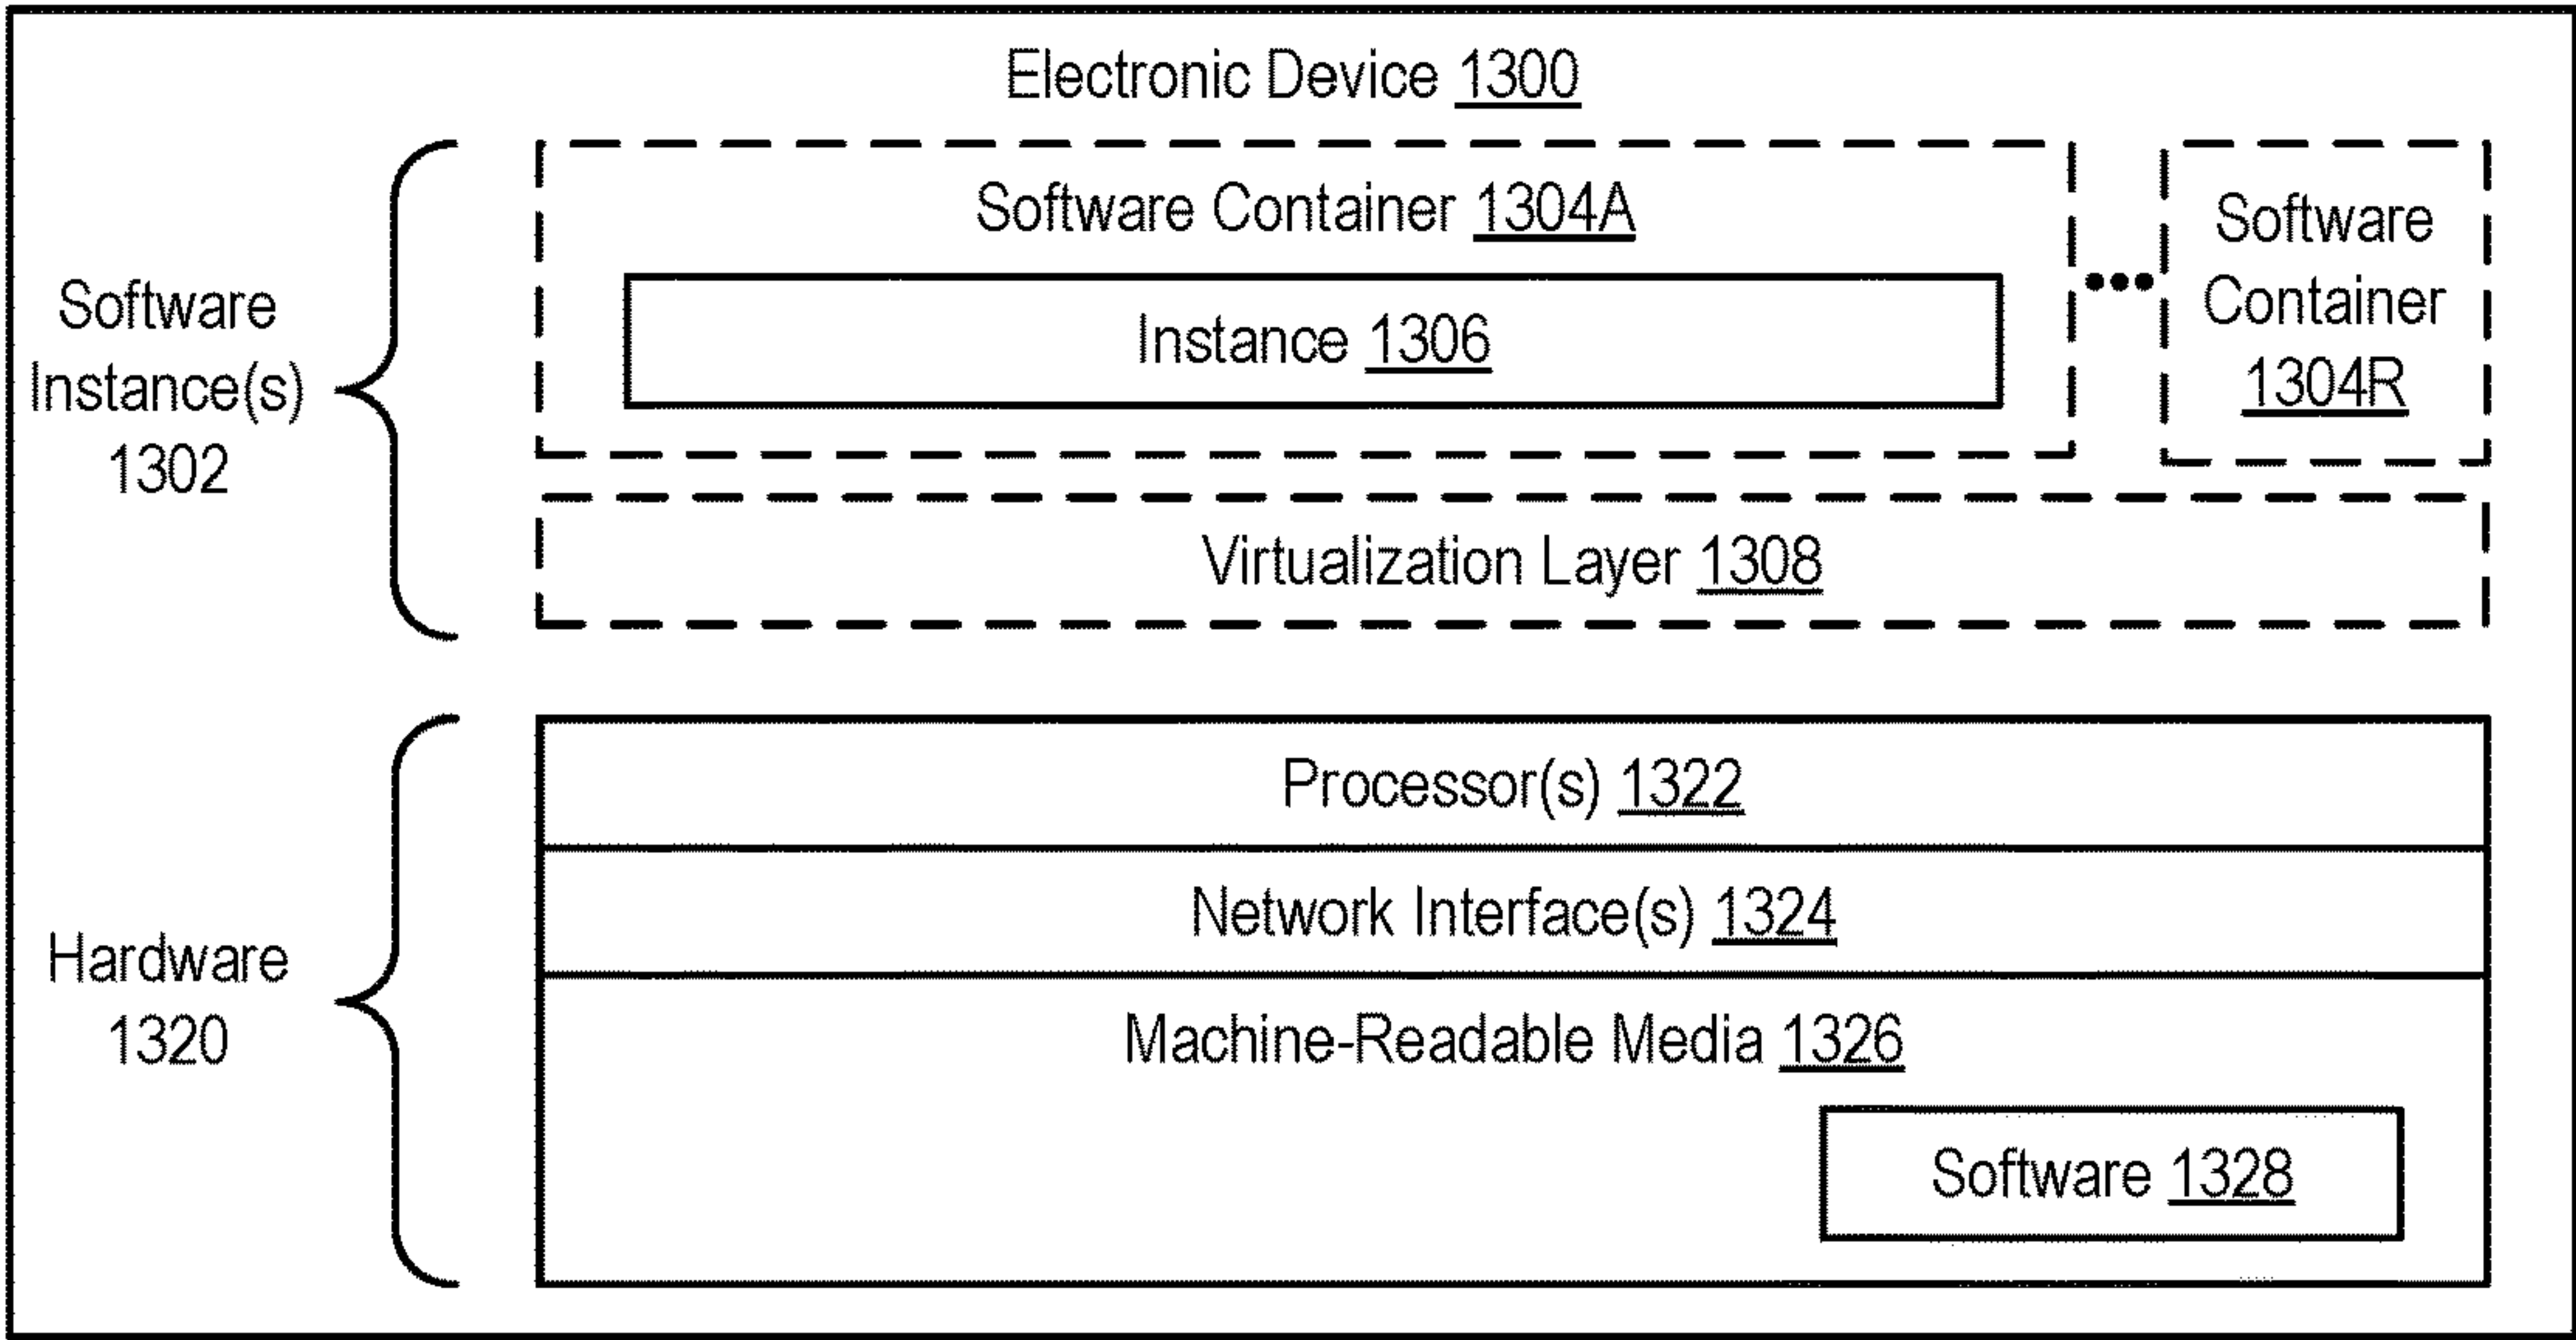 Electronic Device 1300
Software Container 1304A
Instance 1306
Software
Container
1304R
Software
Instance(s)
1302
Virtualization Layer 1308
Processor(s) 1322
Network Interface(s) 1324
Hardware
1320
Machine-Readable Media 1326
Software 1328